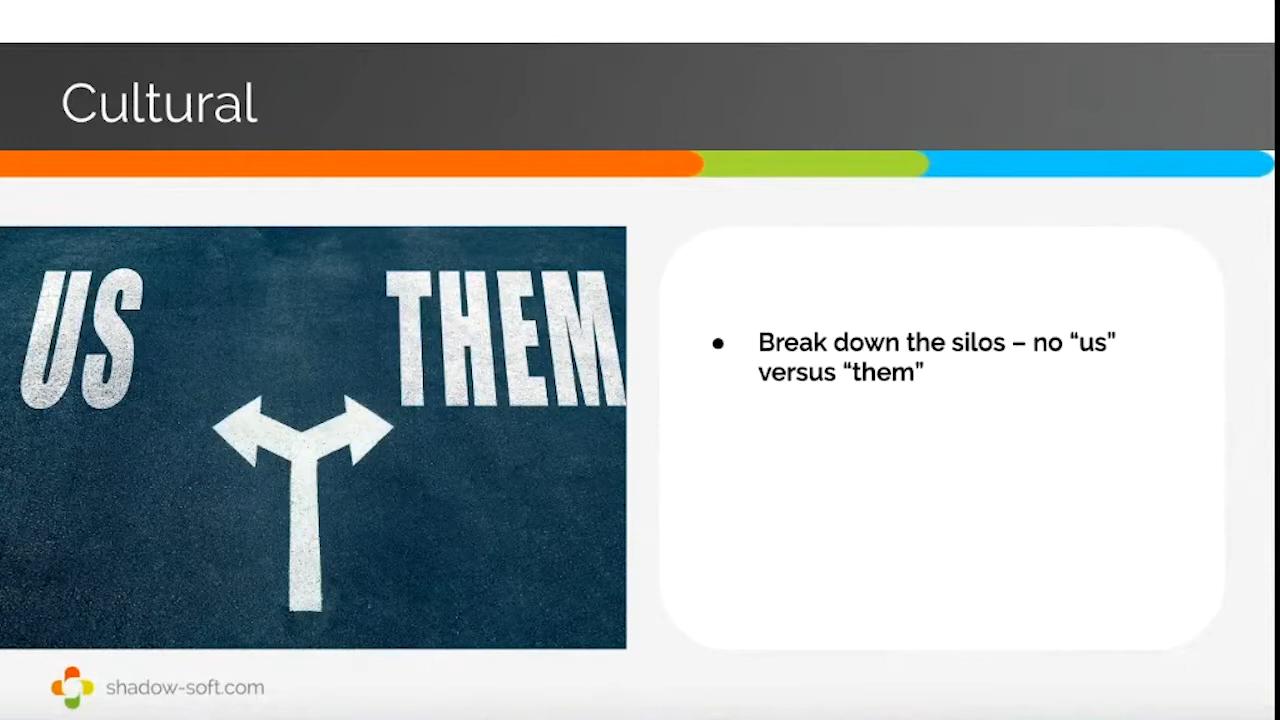 Cultural
US THEM
● Break down the silos – no “us”
versus “them”
shadow-soft.com